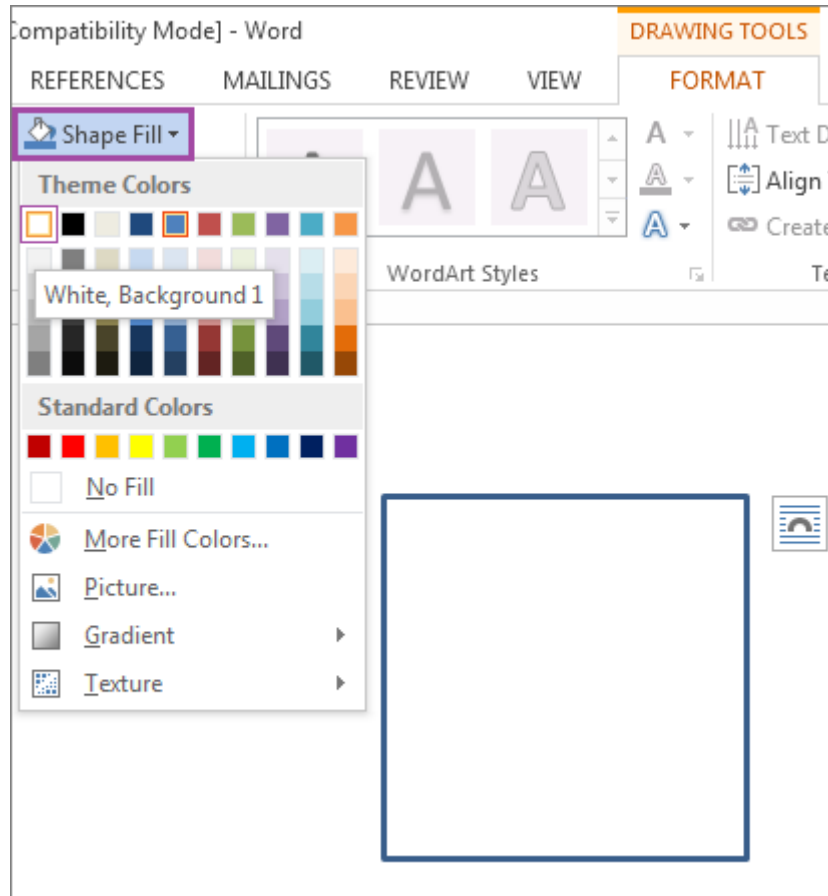 Compatibility Mode] - Word
DRAWING TOOLS
REFERENCES MAILINGS REVIEW VIEW FORMAT
Shape Fill
A A A Text D
A Align
A Create
WordArt Styles Te
Theme Colors
White, Background 1
Standard Colors
No Fill
More Fill Colors...
Picture...
Gradient
Texture